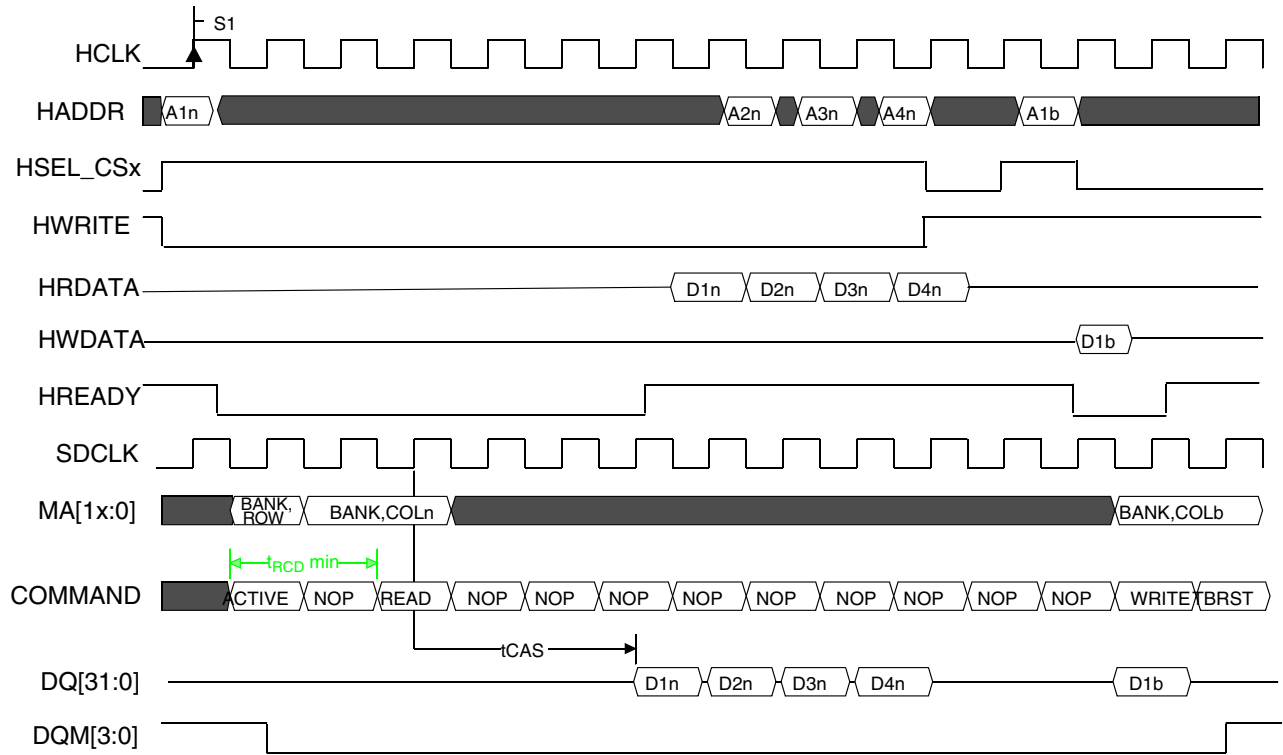 S1
HCLK
HADDR A1n A2n A3n A4n A1b
HSEL_CSx
HWRITE
HRDATA D1n D2n D3n D4n
HWDATA D1b
HREADY
SDCLK
MA[1x:0] BANK, ROW BANK,COLn BANK,COLb
tRCD min
COMMAND ACTIVE NOP READ NOP NOP NOP NOP NOP NOP NOP NOP NOP WRITE TBRST
tCAS
DQ[31:0] D1n D2n D3n D4n D1b
DQM[3:0]